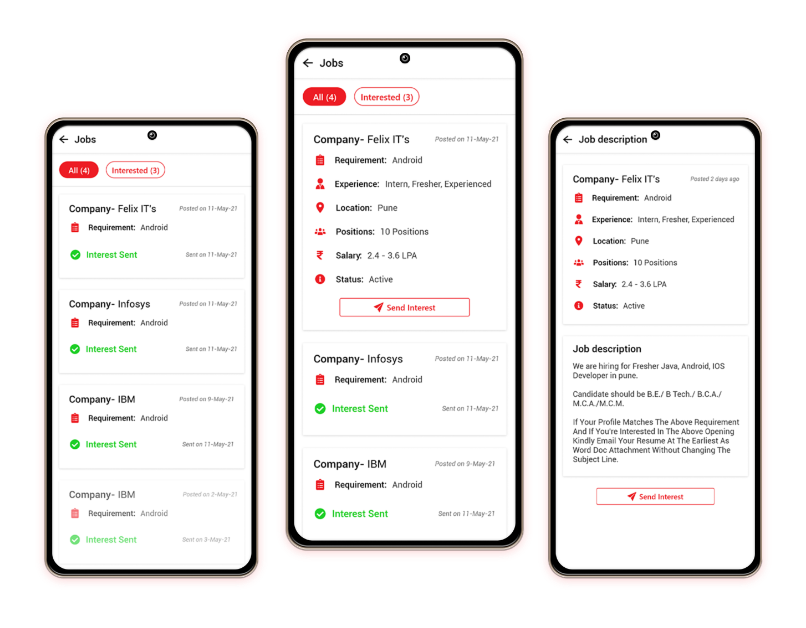 Jobs
All (4)
Interested (3)
Company- Felix IT's
Posted on 11-May-21
Requirement: Android
Interest Sent
Sent on 11-May-21
Company- Infosys
Posted on 11-May-21
Requirement: Android
Interest Sent
Sent on 11-May-21
Company- IBM
Posted on 9-May-21
Requirement: Android
Interest Sent
Sent on 11-May-21
Company- IBM
Posted on 2-May-21
Requirement: Android
Interest Sent
Sent on 3-May-21
Jobs
All (4)
Interested (3)
Company- Felix IT's
Posted on 11-May-21
Requirement: Android
Experience: Intern, Fresher, Experienced
Location: Pune
Positions: 10 Positions
Salary: 2.4 - 3.6 LPA
Status: Active
Send Interest
Company- Infosys
Posted on 11-May-21
Requirement: Android
Interest Sent
Sent on 11-May-21
Company- IBM
Posted on 9-May-21
Requirement: Android
Interest Sent
Sent on 11-May-21
Job description
Company- Felix IT's
Posted 2 days ago
Requirement: Android
Experience: Intern, Fresher, Experienced
Location: Pune
Positions: 10 Positions
Salary: 2.4 - 3.6 LPA
Status: Active
Job description
We are hiring for Fresher Java, Android, IOS
Developer in pune.
Candidate should be B.E./ B Tech./ B.C.A./
M.C.A./M.C.M.
If Your Profile Matches The Above Requirement
And If You're Interested In The Above Opening
Kindly Email Your Resume At The Earliest As
Word Doc Attachment Without Changing The
Subject Line.
Send Interest